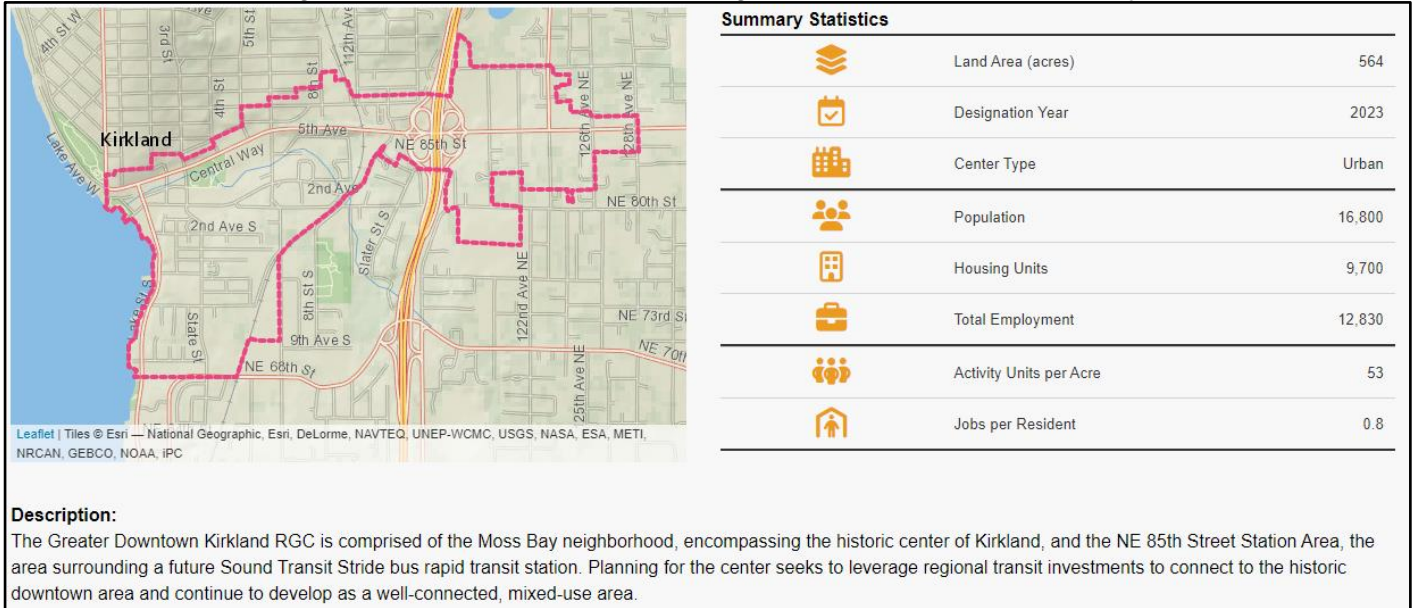 4th St W
3rd St
5th St
112th Ave
4th St
8th St
Kirkland
5th Ave
NE 85th St
126th Ave NE
128th Ave NE
Central Way
Lake Ave W
2nd Ave
NE 80th St
2nd Ave S
Slater St S
8th St S
Lake St S
State St
122nd Ave NE
NE 73rd S
9th Ave S
NE 68th St
NE 70th
25th Ave NE
Leaflet | Tiles © Esri — National Geographic, Esri, DeLorme, NAVTEQ, UNEP-WCMC, USGS, NASA, ESA, METI,
NRCAN, GEBCO, NOAA, iPC
Summary Statistics
Land Area (acres) 564
Designation Year 2023
Center Type Urban
Population 16,800
Housing Units 9,700
Total Employment 12,830
Activity Units per Acre 53
Jobs per Resident 0.8
Description:
The Greater Downtown Kirkland RGC is comprised of the Moss Bay neighborhood, encompassing the historic center of Kirkland, and the NE 85th Street Station Area, the
area surrounding a future Sound Transit Stride bus rapid transit station. Planning for the center seeks to leverage regional transit investments to connect to the historic
downtown area and continue to develop as a well-connected, mixed-use area.